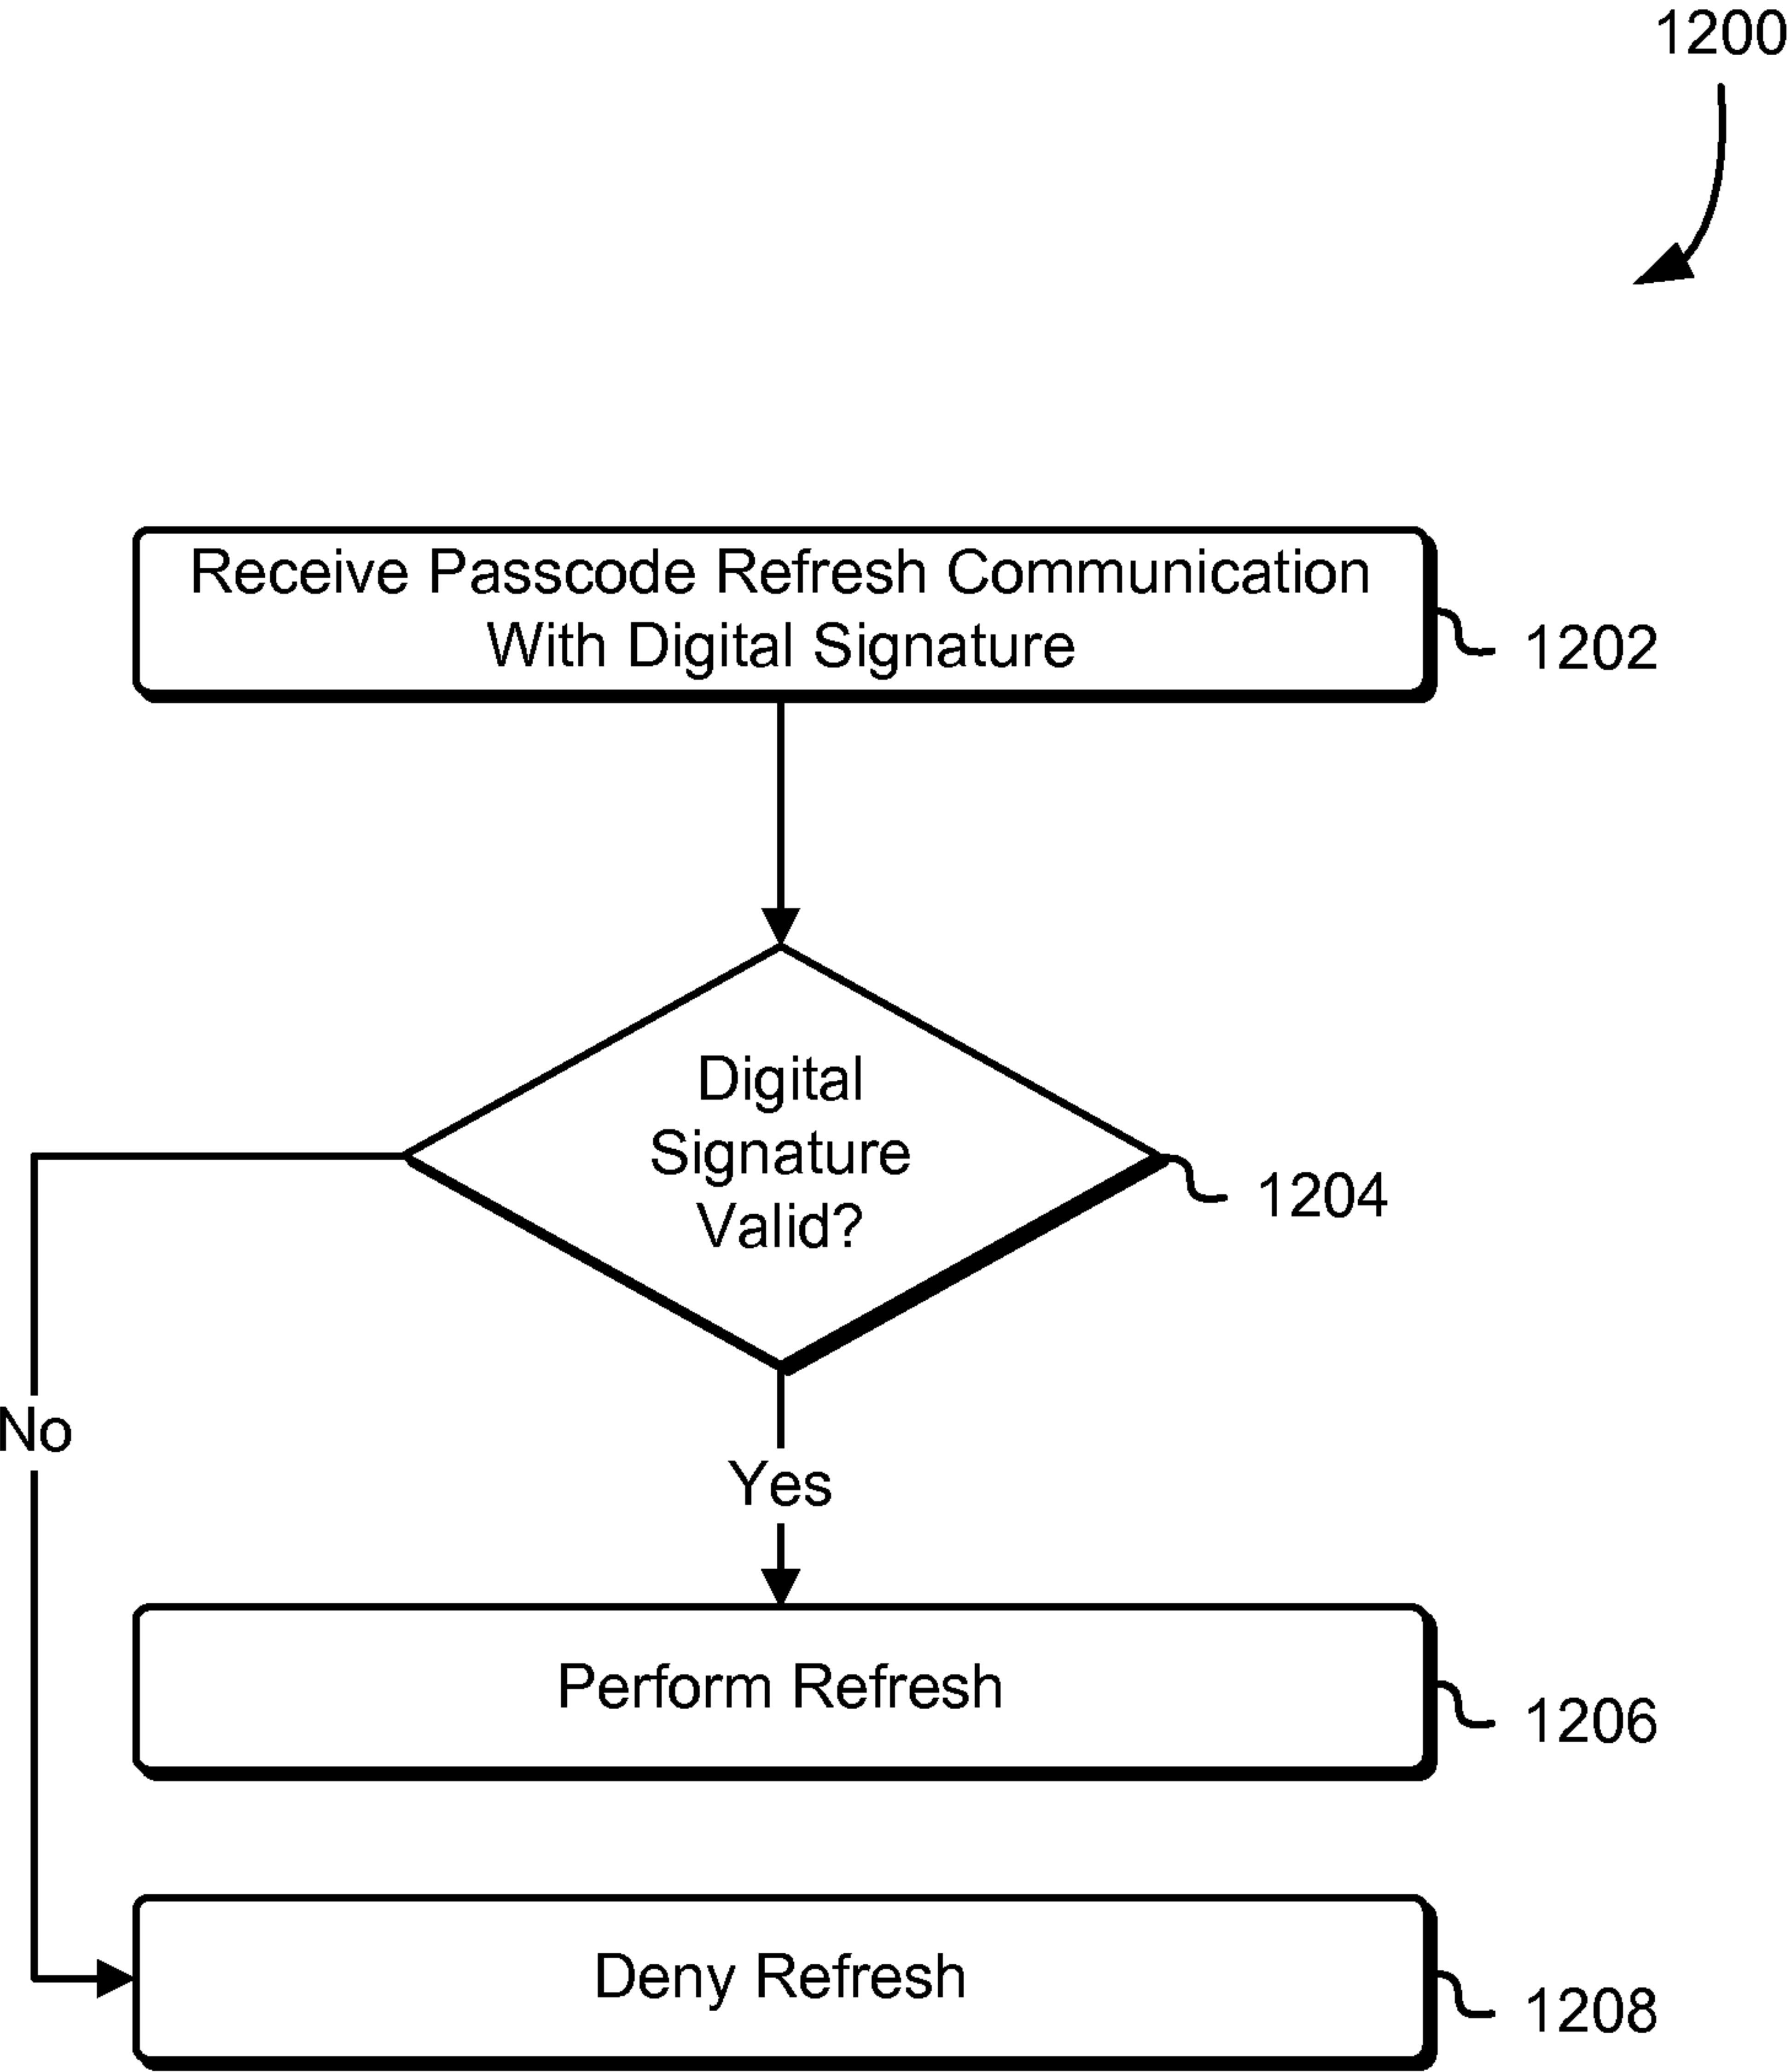 1200
Receive Passcode Refresh Communication
With Digital Signature
1202
Digital
Signature
Valid?
1204
No
Yes
Perform Refresh
1206
Deny Refresh
1208